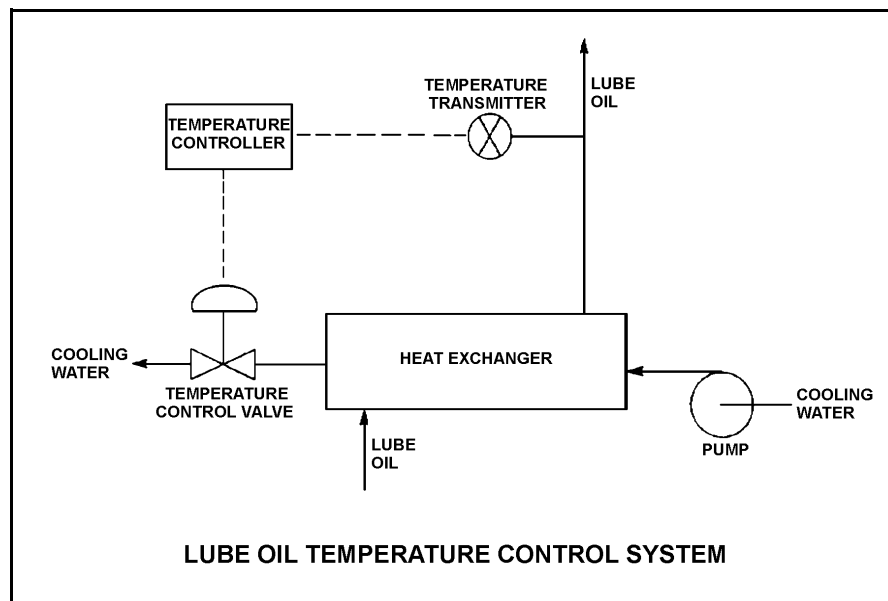 TEMPERATURE
TRANSMITTER
LUBE
OIL
TEMPERATURE
CONTROLLER
COOLING
WATER
TEMPERATURE
CONTROL VALVE
HEAT EXCHANGER
COOLING
WATER
PUMP
LUBE
OIL
LUBE OIL TEMPERATURE CONTROL SYSTEM